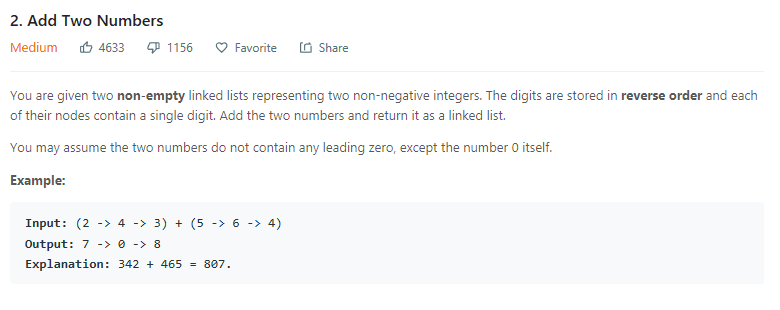 2. Add Two Numbers
Medium 4633 1156 Favorite Share
You are given two non-empty linked lists representing two non-negative integers. The digits are stored in reverse order and each
of their nodes contain a single digit. Add the two numbers and return it as a linked list.
You may assume the two numbers do not contain any leading zero, except the number 0 itself.
Example:
Input: (2 -> 4 -> 3) + (5 -> 6 -> 4)
Output: 7 -> 0 -> 8
Explanation: 342 + 465 = 807.